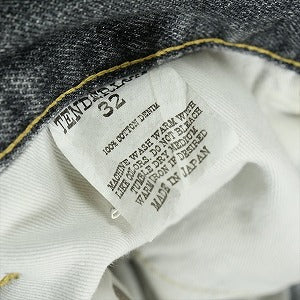 TENDERLOIN
32
100% COTTON DENIM
MACHINE WASH WARM WITH
LIKE COLORS. DO NOT BLEACH
TUMBLE DRY MEDIUM
WARM IRON IF DESIRED
MADE IN JAPAN